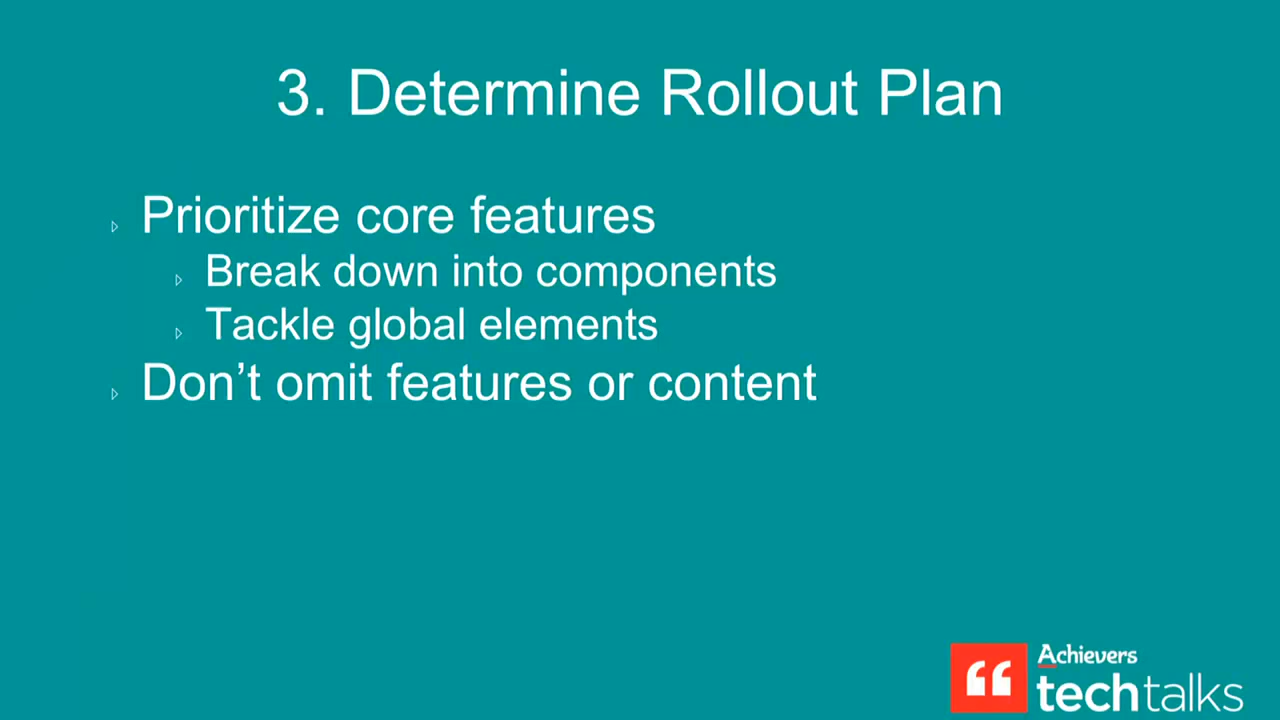 3. Determine Rollout Plan
Prioritize core features
Break down into components
Tackle global elements
Don’t omit features or content
Achievers
techtalks